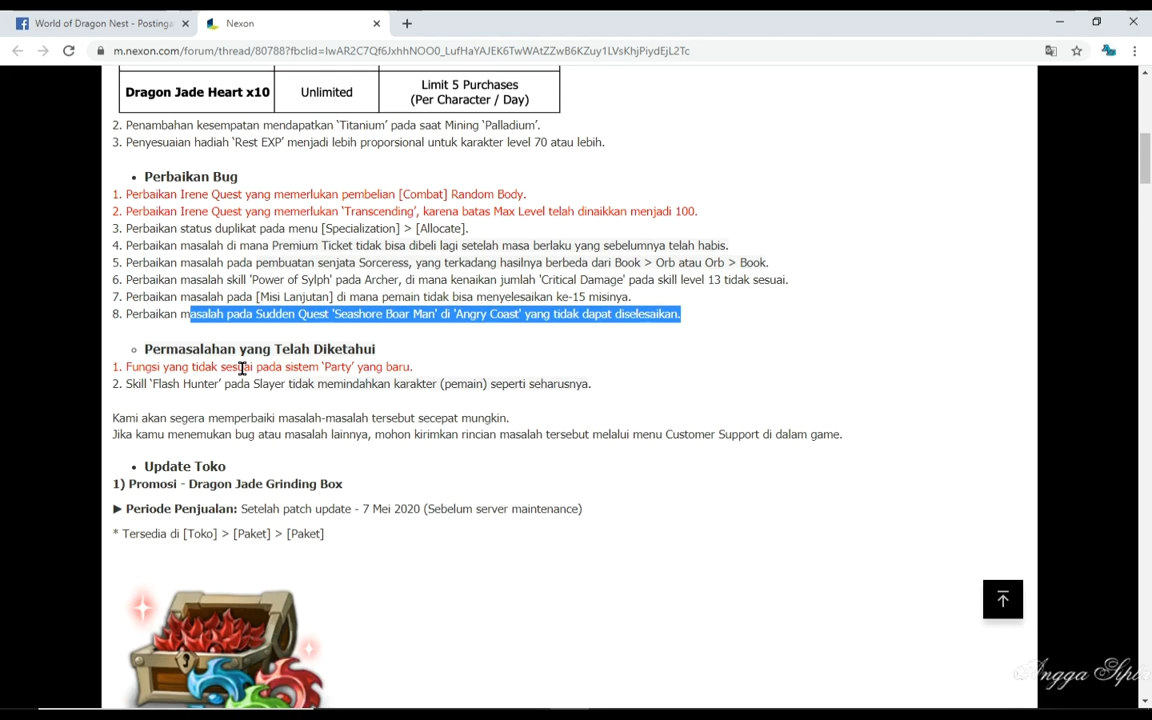 World of Dragon Nest - Postinga
Nexon
m.nexon.com/forum/thread/80788?fbclid=IwAR2C7Qf6JxhhNOO0_LufHaYAJEK6TwWAtZZwB6KZuy1LVsKhjPiydEjL2Tc
Dragon Jade Heart x10 Unlimited Limit 5 Purchases
(Per Character / Day)
2. Penambahan kesempatan mendapatkan 'Titanium' pada saat Mining 'Palladium'.
3. Penyesuaian hadiah 'Rest EXP' menjadi lebih proporsional untuk karakter level 70 atau lebih.
• Perbaikan Bug
1. Perbaikan Irene Quest yang memerlukan pembelian [Combat] Random Body.
2. Perbaikan Irene Quest yang memerlukan 'Transcending', karena batas Max Level telah dinaikkan menjadi 100.
3. Perbaikan status duplikat pada menu [Specialization] > [Allocate].
4. Perbaikan masalah di mana Premium Ticket tidak bisa dibeli lagi setelah masa berlaku yang sebelumnya telah habis.
5. Perbaikan masalah pada pembuatan senjata Sorceress, yang terkadang hasilnya berbeda dari Book > Orb atau Orb > Book.
6. Perbaikan masalah skill 'Power of Sylph' pada Archer, di mana kenaikan jumlah 'Critical Damage' pada skill level 13 tidak sesuai.
7. Perbaikan masalah pada [Misi Lanjutan] di mana pemain tidak bisa menyelesaikan ke-15 misinya.
8. Perbaikan masalah pada Sudden Quest 'Seashore Boar Man' di 'Angry Coast' yang tidak dapat diselesaikan.
Permasalahan yang Telah Diketahui
1. Fungsi yang tidak sesuai pada sistem 'Party' yang baru.
2. Skill 'Flash Hunter' pada Slayer tidak memindahkan karakter (pemain) seperti seharusnya.
Kami akan segera memperbaiki masalah-masalah tersebut secepat mungkin.
Jika kamu menemukan bug atau masalah lainnya, mohon kirimkan rincian masalah tersebut melalui menu Customer Support di dalam game.
• Update Toko
1) Promosi - Dragon Jade Grinding Box
▶ Periode Penjualan: Setelah patch update - 7 Mei 2020 (Sebelum server maintenance)
* Tersedia di [Toko] > [Paket] > [Paket]
Angga